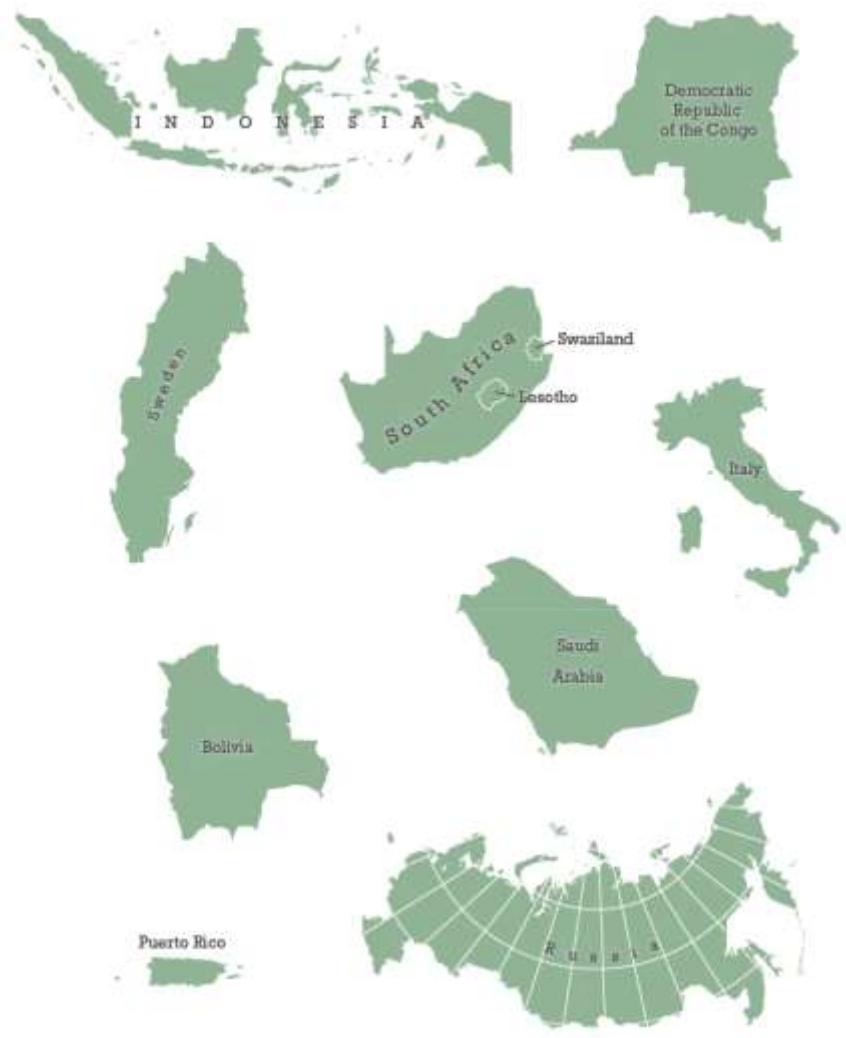 INDONESIA
Democratic
Republic
of the Congo
Sweden
South Africa
Swaziland
Lesotho
Italy
Saudi
Arabia
Bolivia
Puerto Rico
Russia